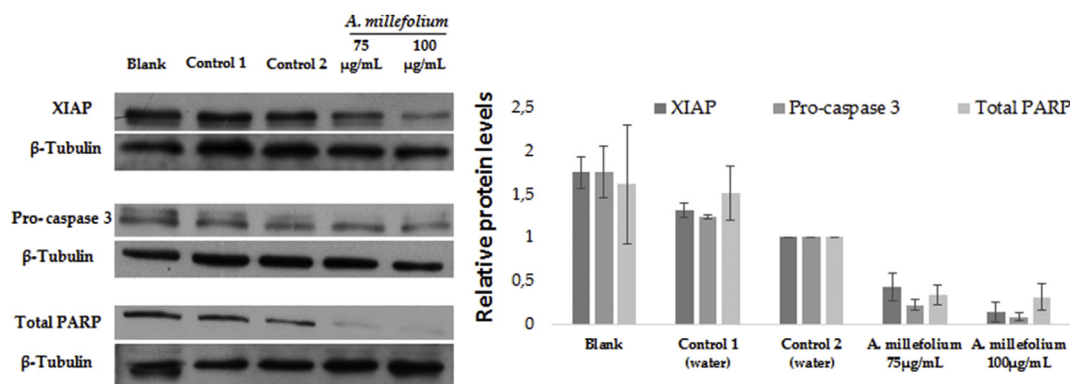 A. millefolium
75 100
Blank Control 1 Control 2 µg/mL µg/mL
XIAP
β-Tubulin
Pro-caspase 3
β-Tubulin
Total PARP
β-Tubulin
Relative protein levels
XIAP Pro-caspase 3 Total PARP
2,5
2
1,5
1
0,5
0
Blank Control 1 Control 2 A. millefolium A. millefolium
(water) (water) 75µg/mL 100µg/mL